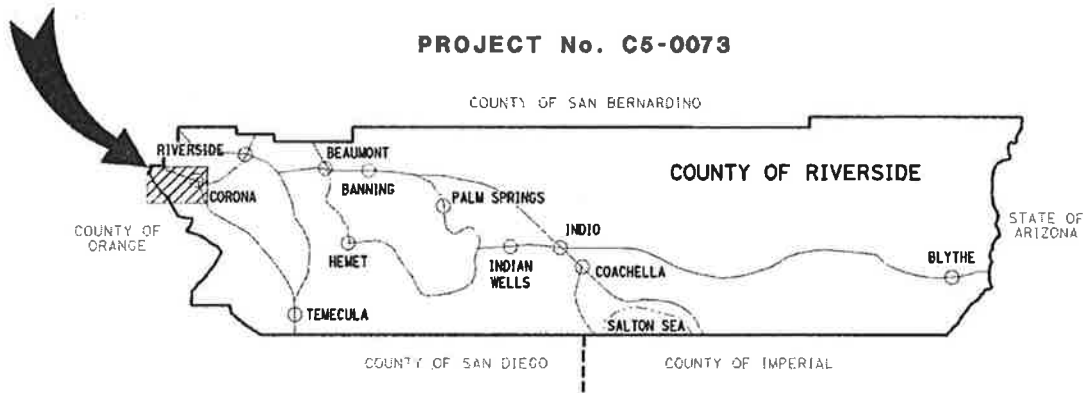 PROJECT No. C5-0073
COUNTY OF SAN BERNARDINO
RIVERSIDE
BEAUMONT
COUNTY OF RIVERSIDE
BANNING
CORONA
PALM SPRINGS
COUNTY OF
ORANGE
STATE OF
ARIZONA
INDIO
HEMET
INDIAN
WELLS
COACHELLA
BLYTHE
TEMECULA
SALTON SEA
COUNTY OF SAN DIEGO
COUNTY OF IMPERIAL